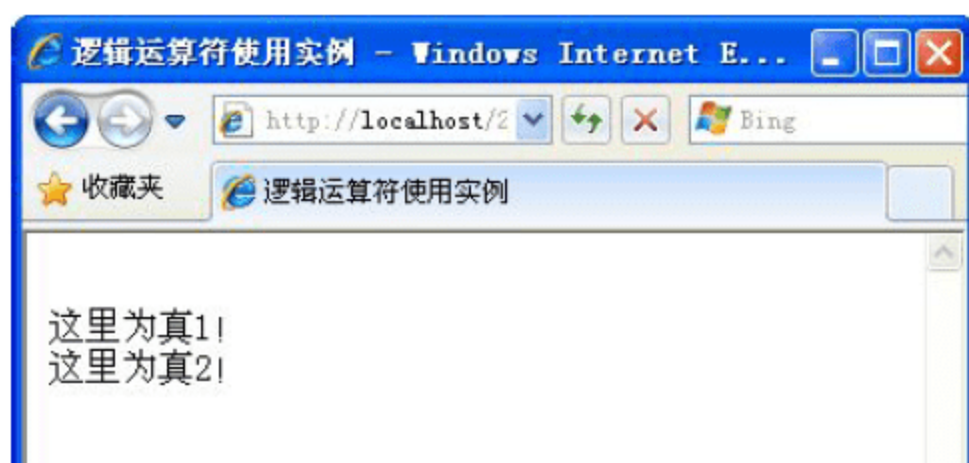 逻辑运算符使用实例 - Windows Internet E...
http://localhost/2
Bing
收藏夹
逻辑运算符使用实例
这里为真1!
这里为真2!